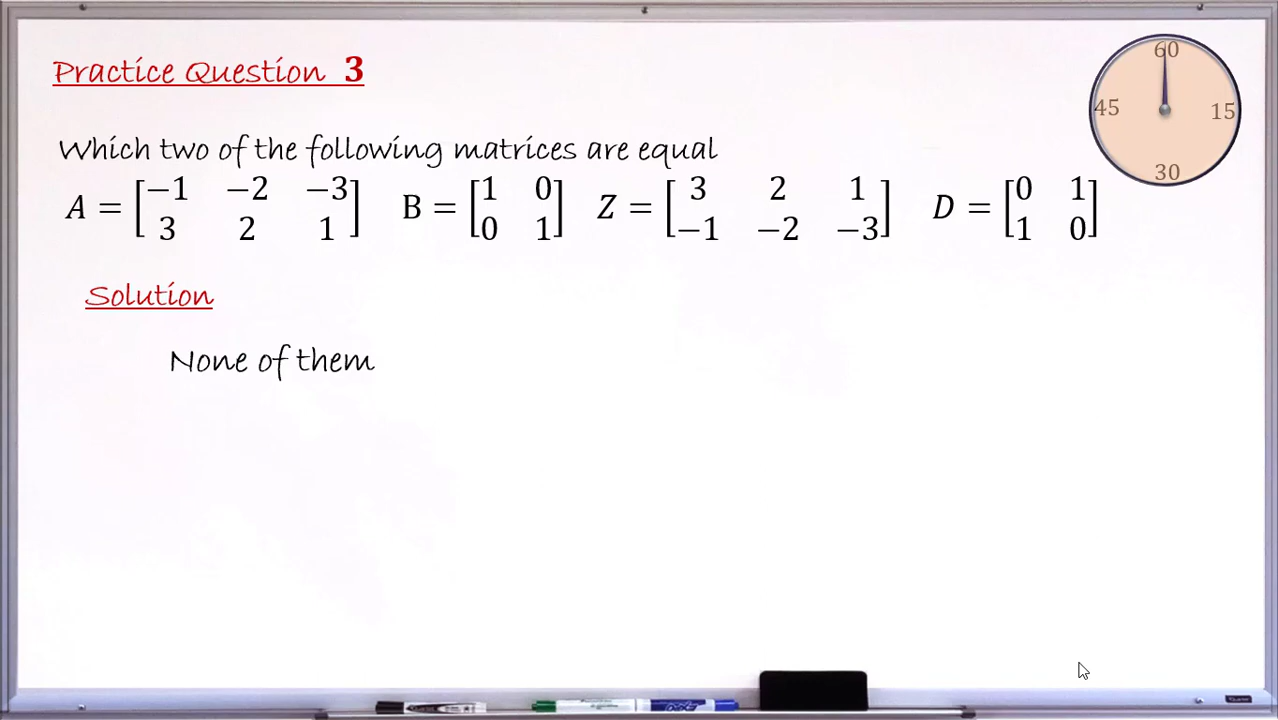 Practice Question 3
60
45
15
30
Which two of the following matrices are equal
A = [−1 −2 −3] B = [1 0] Z = [3 2 1] D = [0 1]
[3 2 1] [0 1] [−1 −2 −3] [1 0]
Solution
None of them